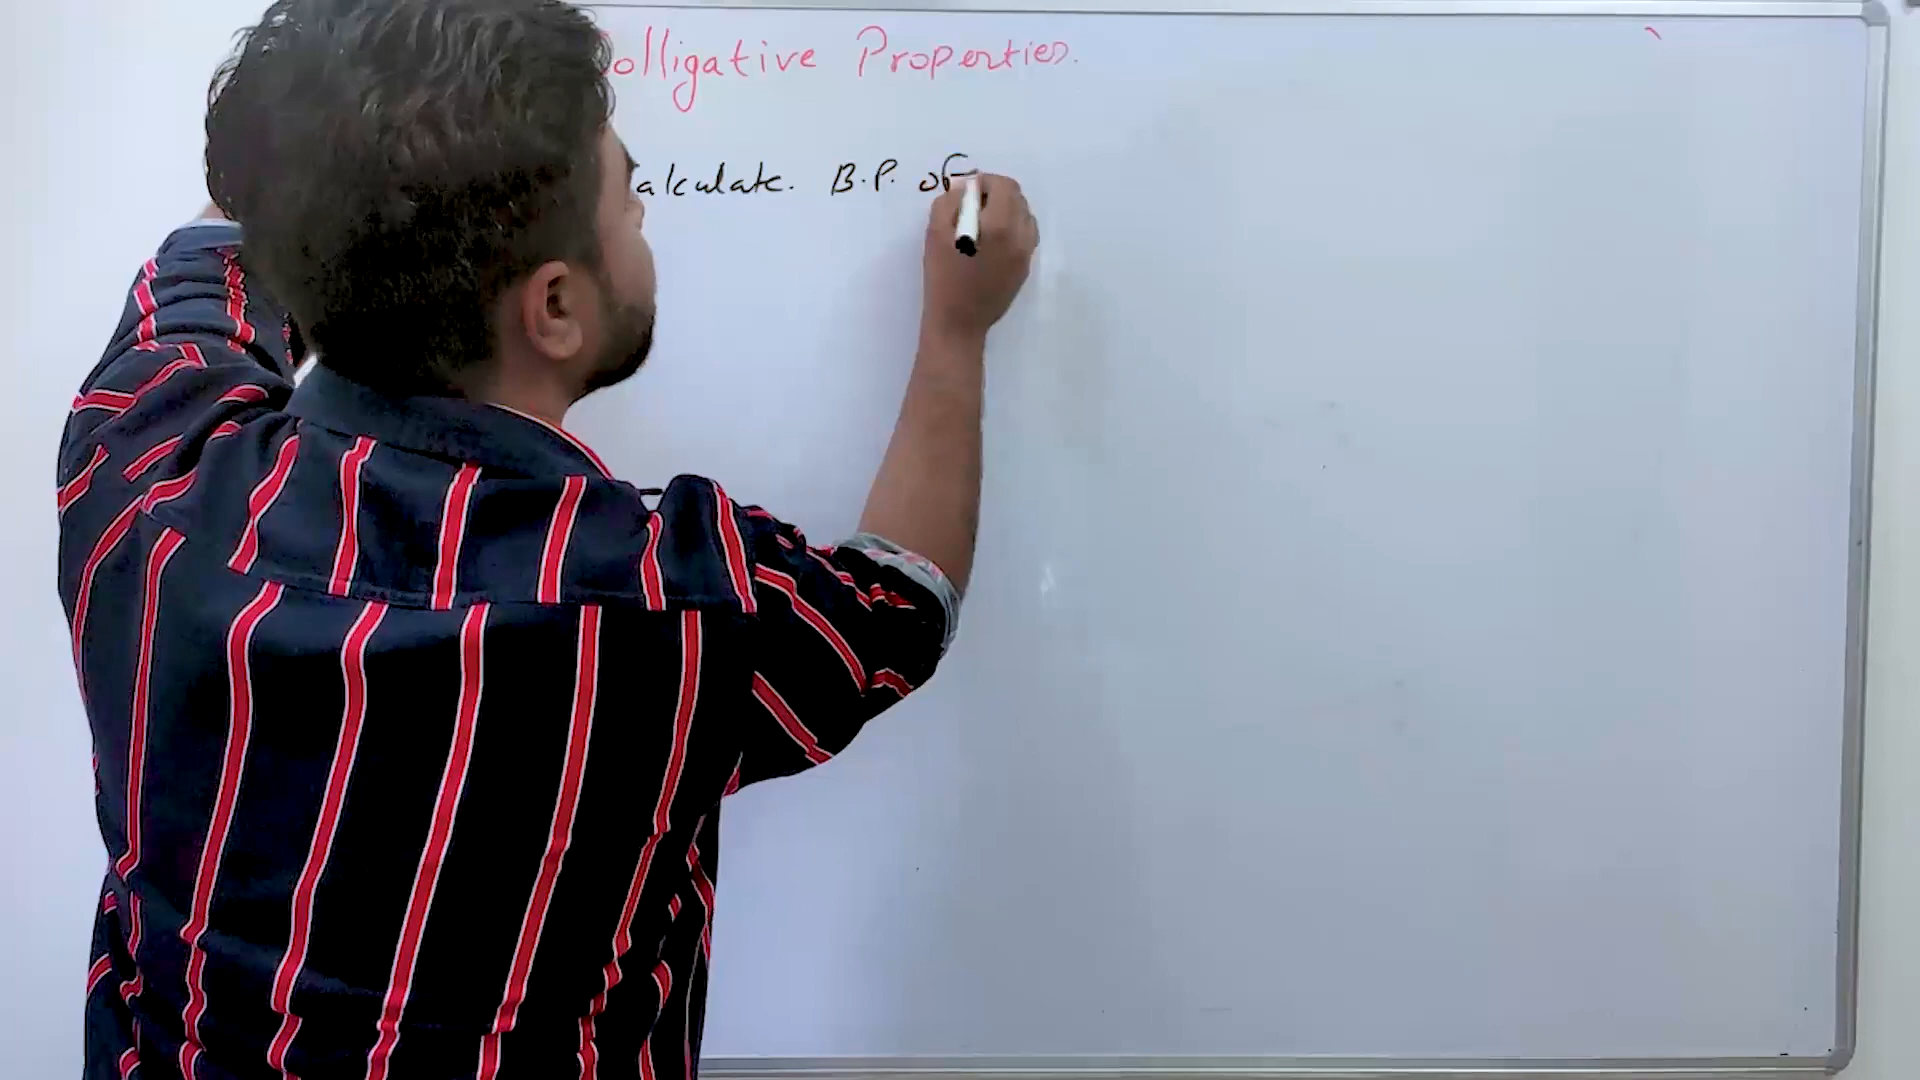 olligative Properties.
alculate. B.P. of